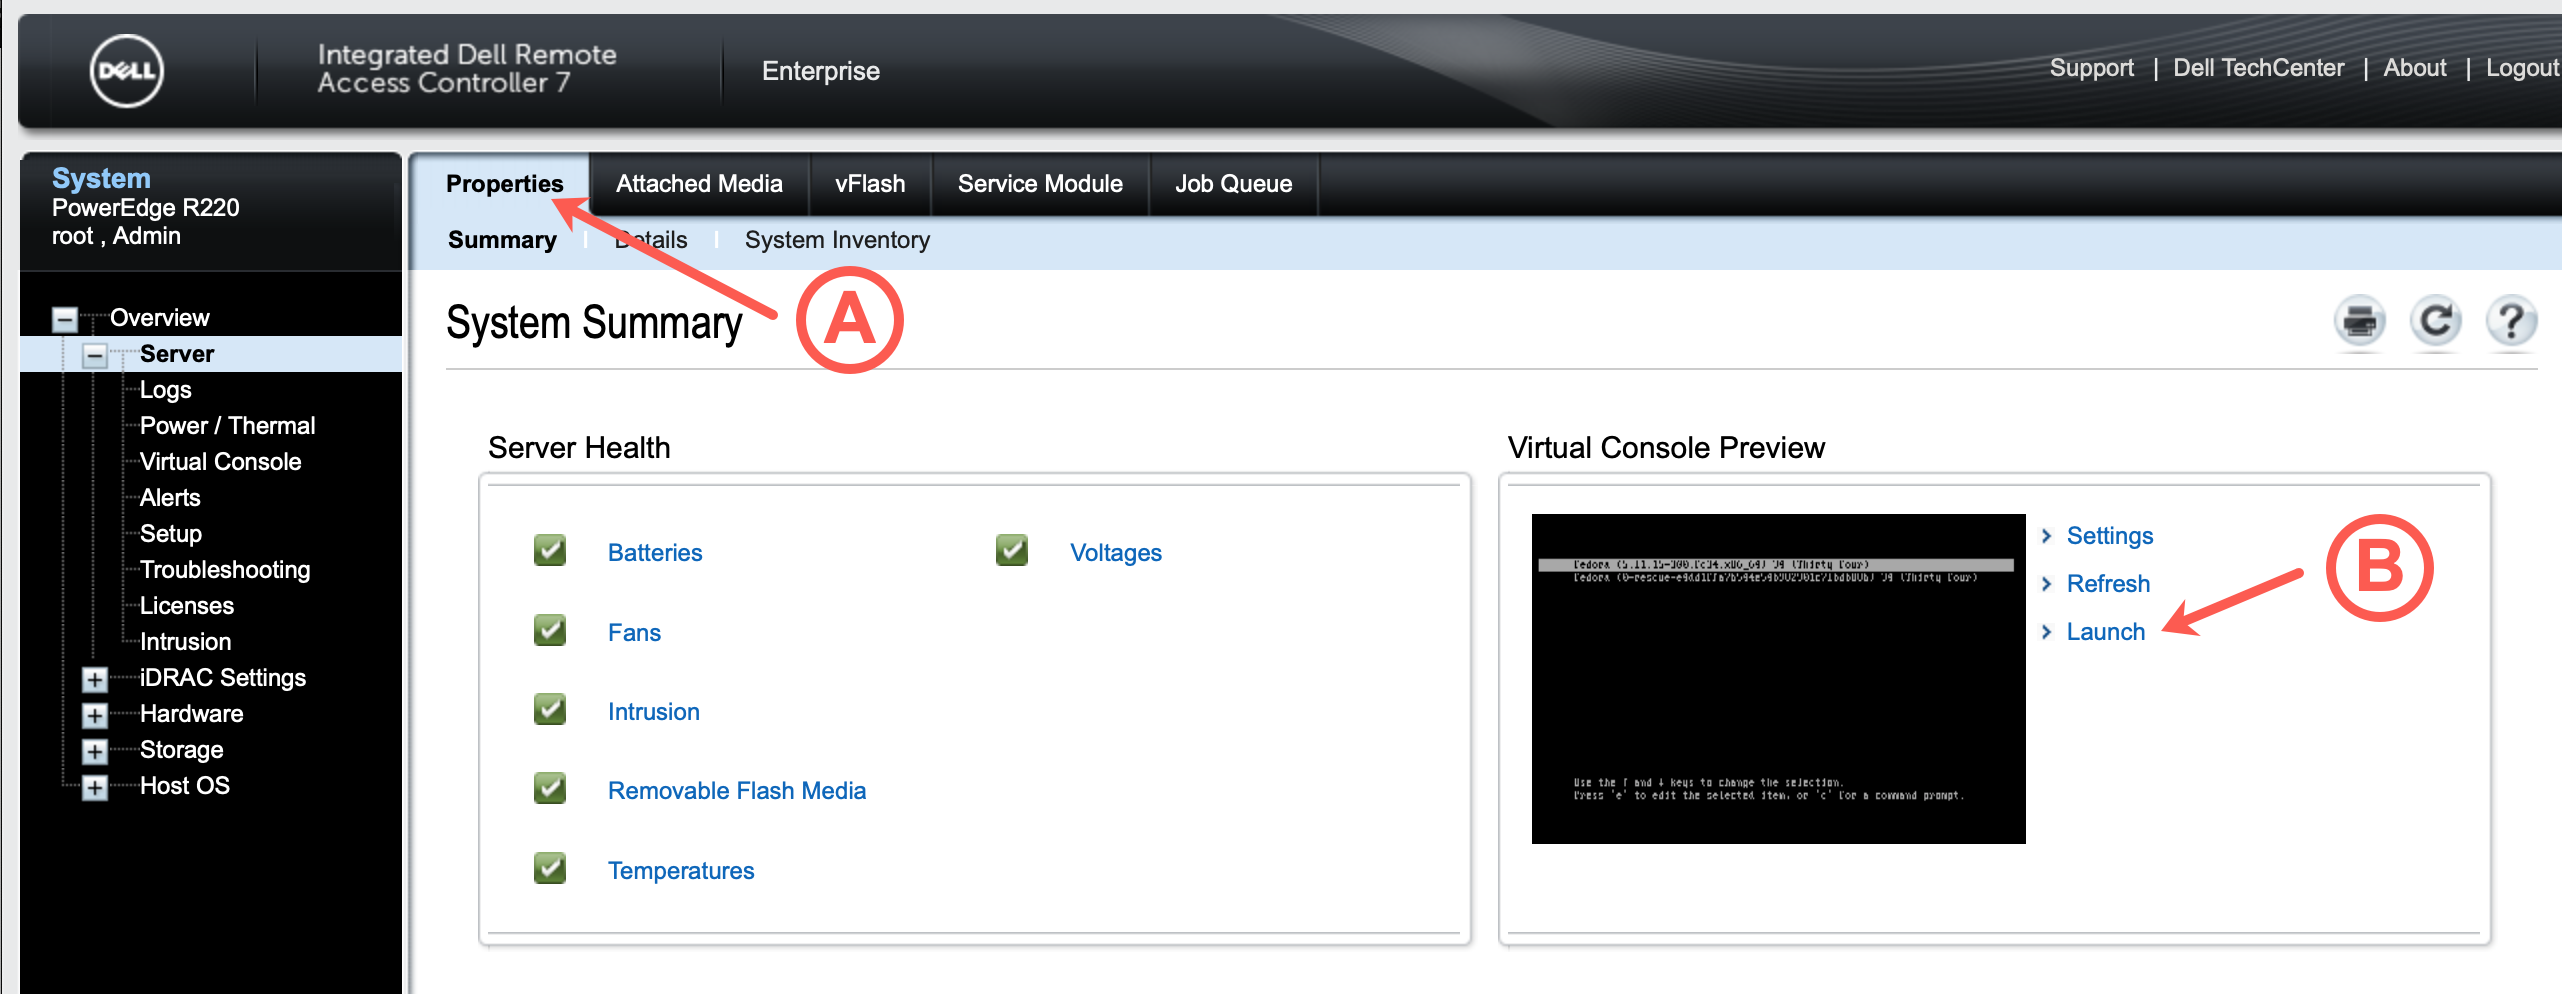 DELL
Integrated Dell Remote
Access Controller 7
Enterprise
Support | Dell TechCenter | About | Logout
System
PowerEdge R220
root , Admin
Overview
Server
Logs
Power / Thermal
Virtual Console
Alerts
Setup
Troubleshooting
Licenses
Intrusion
iDRAC Settings
Hardware
Storage
Host OS
Properties Attached Media vFlash Service Module Job Queue
Summary Details System Inventory
A
System Summary
Server Health
Batteries
Voltages
Fans
Intrusion
Removable Flash Media
Temperatures
Virtual Console Preview
Fedora (5.11.15-300.fc34.x86_64) 34 (Thirty Four)
34 (Thirty Four)
Use the ↑ and ↓ keys to change the selection.
Press 'e' to edit the selected item, or 'c' for a command prompt.
Settings
Refresh
Launch
B